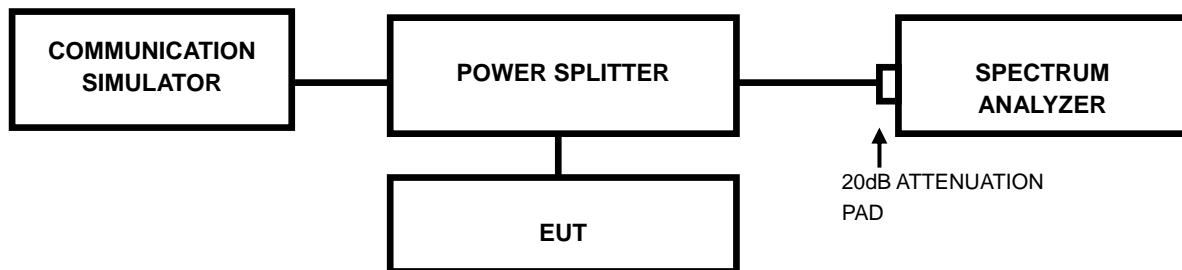 COMMUNICATION
SIMULATOR
POWER SPLITTER
SPECTRUM
ANALYZER
20dB ATTENUATION
PAD
EUT